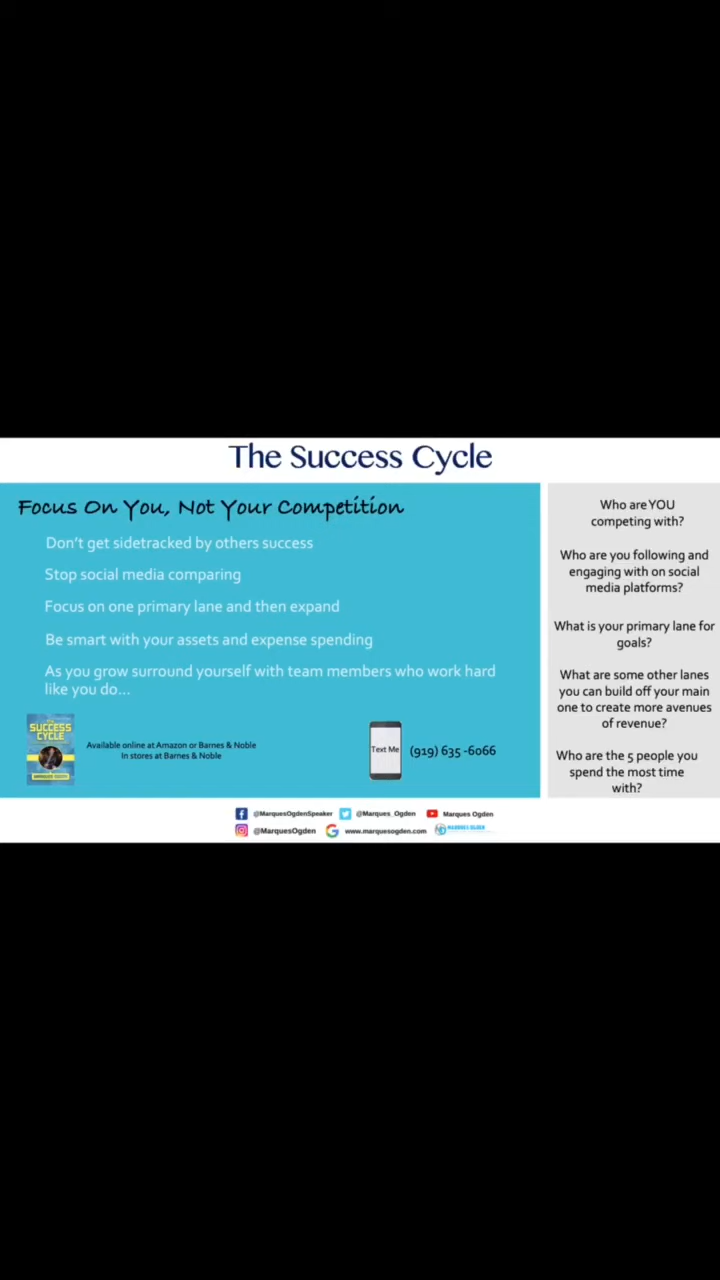 The Success Cycle
Focus On You, Not Your Competition
Don't get sidetracked by others success
Stop social media comparing
Focus on one primary lane and then expand
Be smart with your assets and expense spending
As you grow surround yourself with team members who work hard
like you do...
SUCCESS
CYCLE
Available online at Amazon or Barnes & Noble
In stores at Barnes & Noble
Text Me
(919) 635 -6066
Who are YOU
competing with?
Who are you following and
engaging with on social
media platforms?
What is your primary lane for
goals?
What are some other lanes
you can build off your main
one to create more avenues
of revenue?
Who are the 5 people you
spend the most time
with?
@MarquesOgdenSpeaker
@Marques_Ogden
Marques Ogden
@MarquesOgden
www.marquesogden.com
MARQUES OGDEN